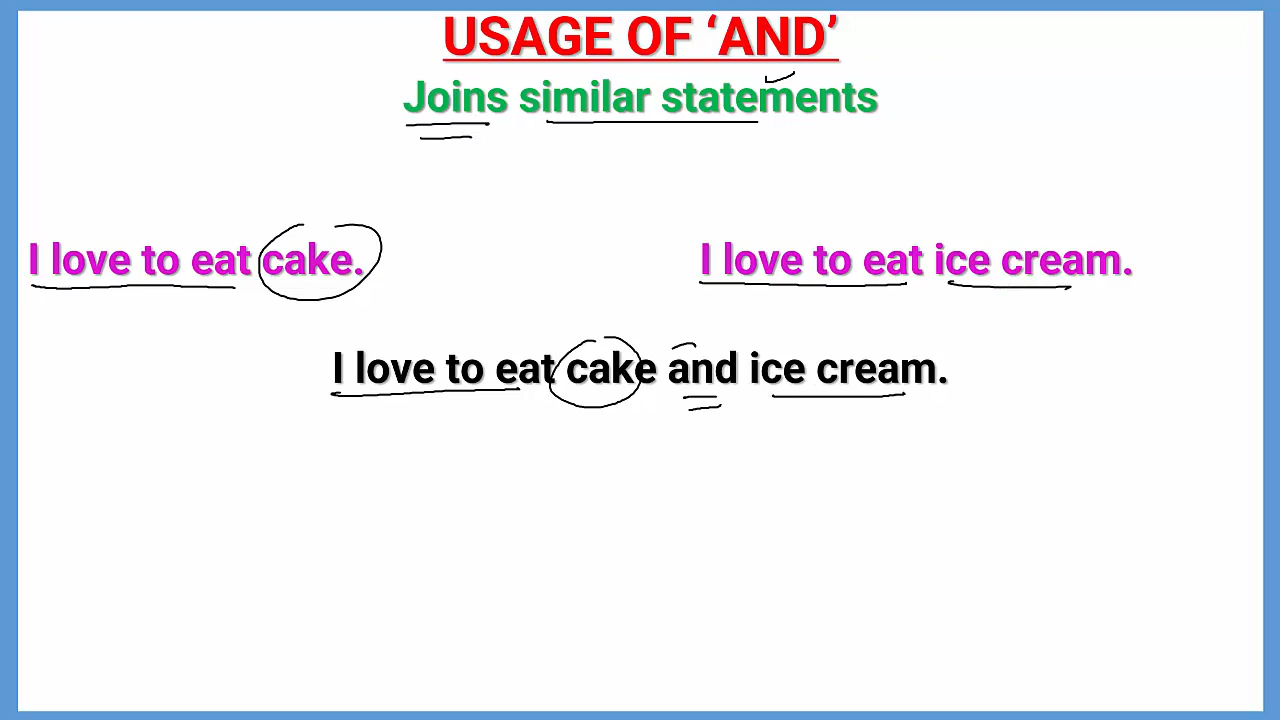 USAGE OF ‘AND’
Joins similar statements
I love to eat cake. I love to eat ice cream.
I love to eat cake and ice cream.